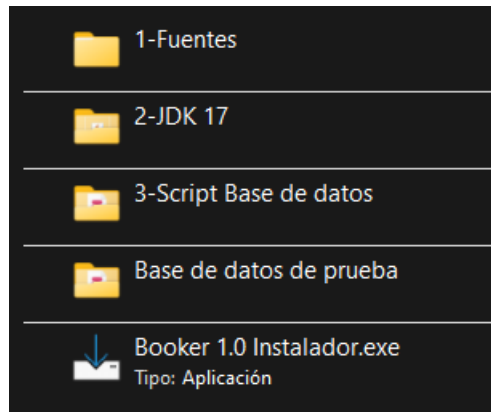 1-Fuentes
2-JDK 17
3-Script Base de datos
Base de datos de prueba
Booker 1.0 Instalador.exe
Tipo: Aplicación